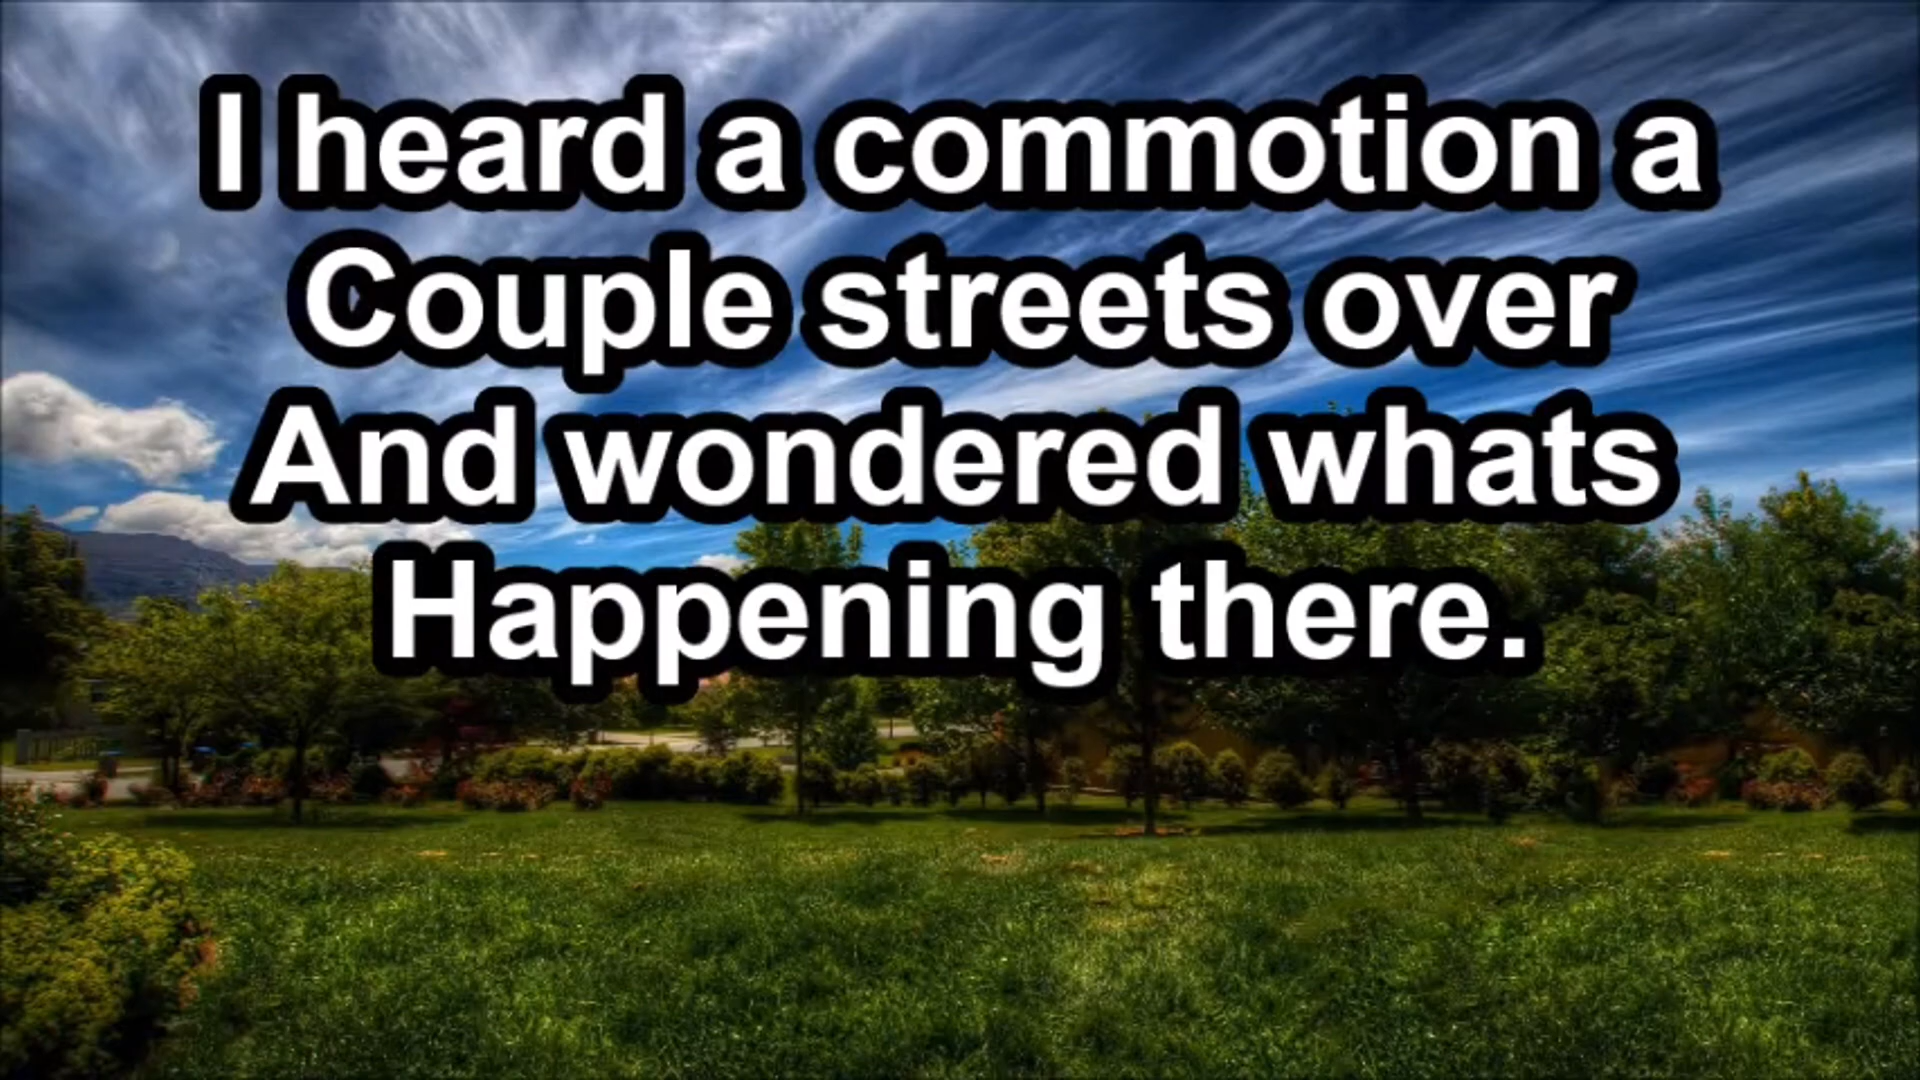 I heard a commotion a
Couple streets over
And wondered whats
Happening there.